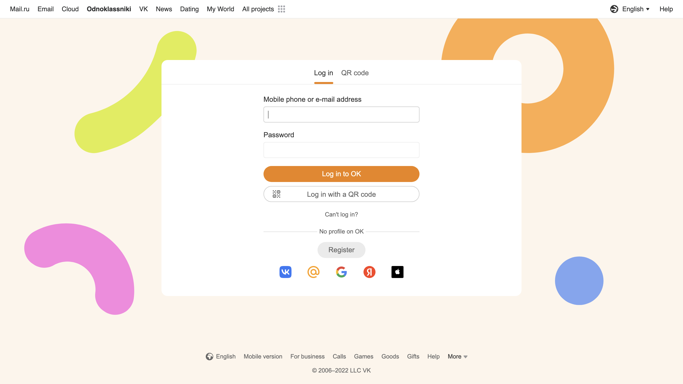 Mail.ru Email Cloud Odnoklassniki VK News Dating My World All projects English Help
Log in QR code
Mobile phone or e-mail address
Password
Log in to OK
Log in with a QR code
Can't log in?
No profile on OK
Register
English Mobile version For business Calls Games Goods Gifts Help More
© 2006–2022 LLC VK